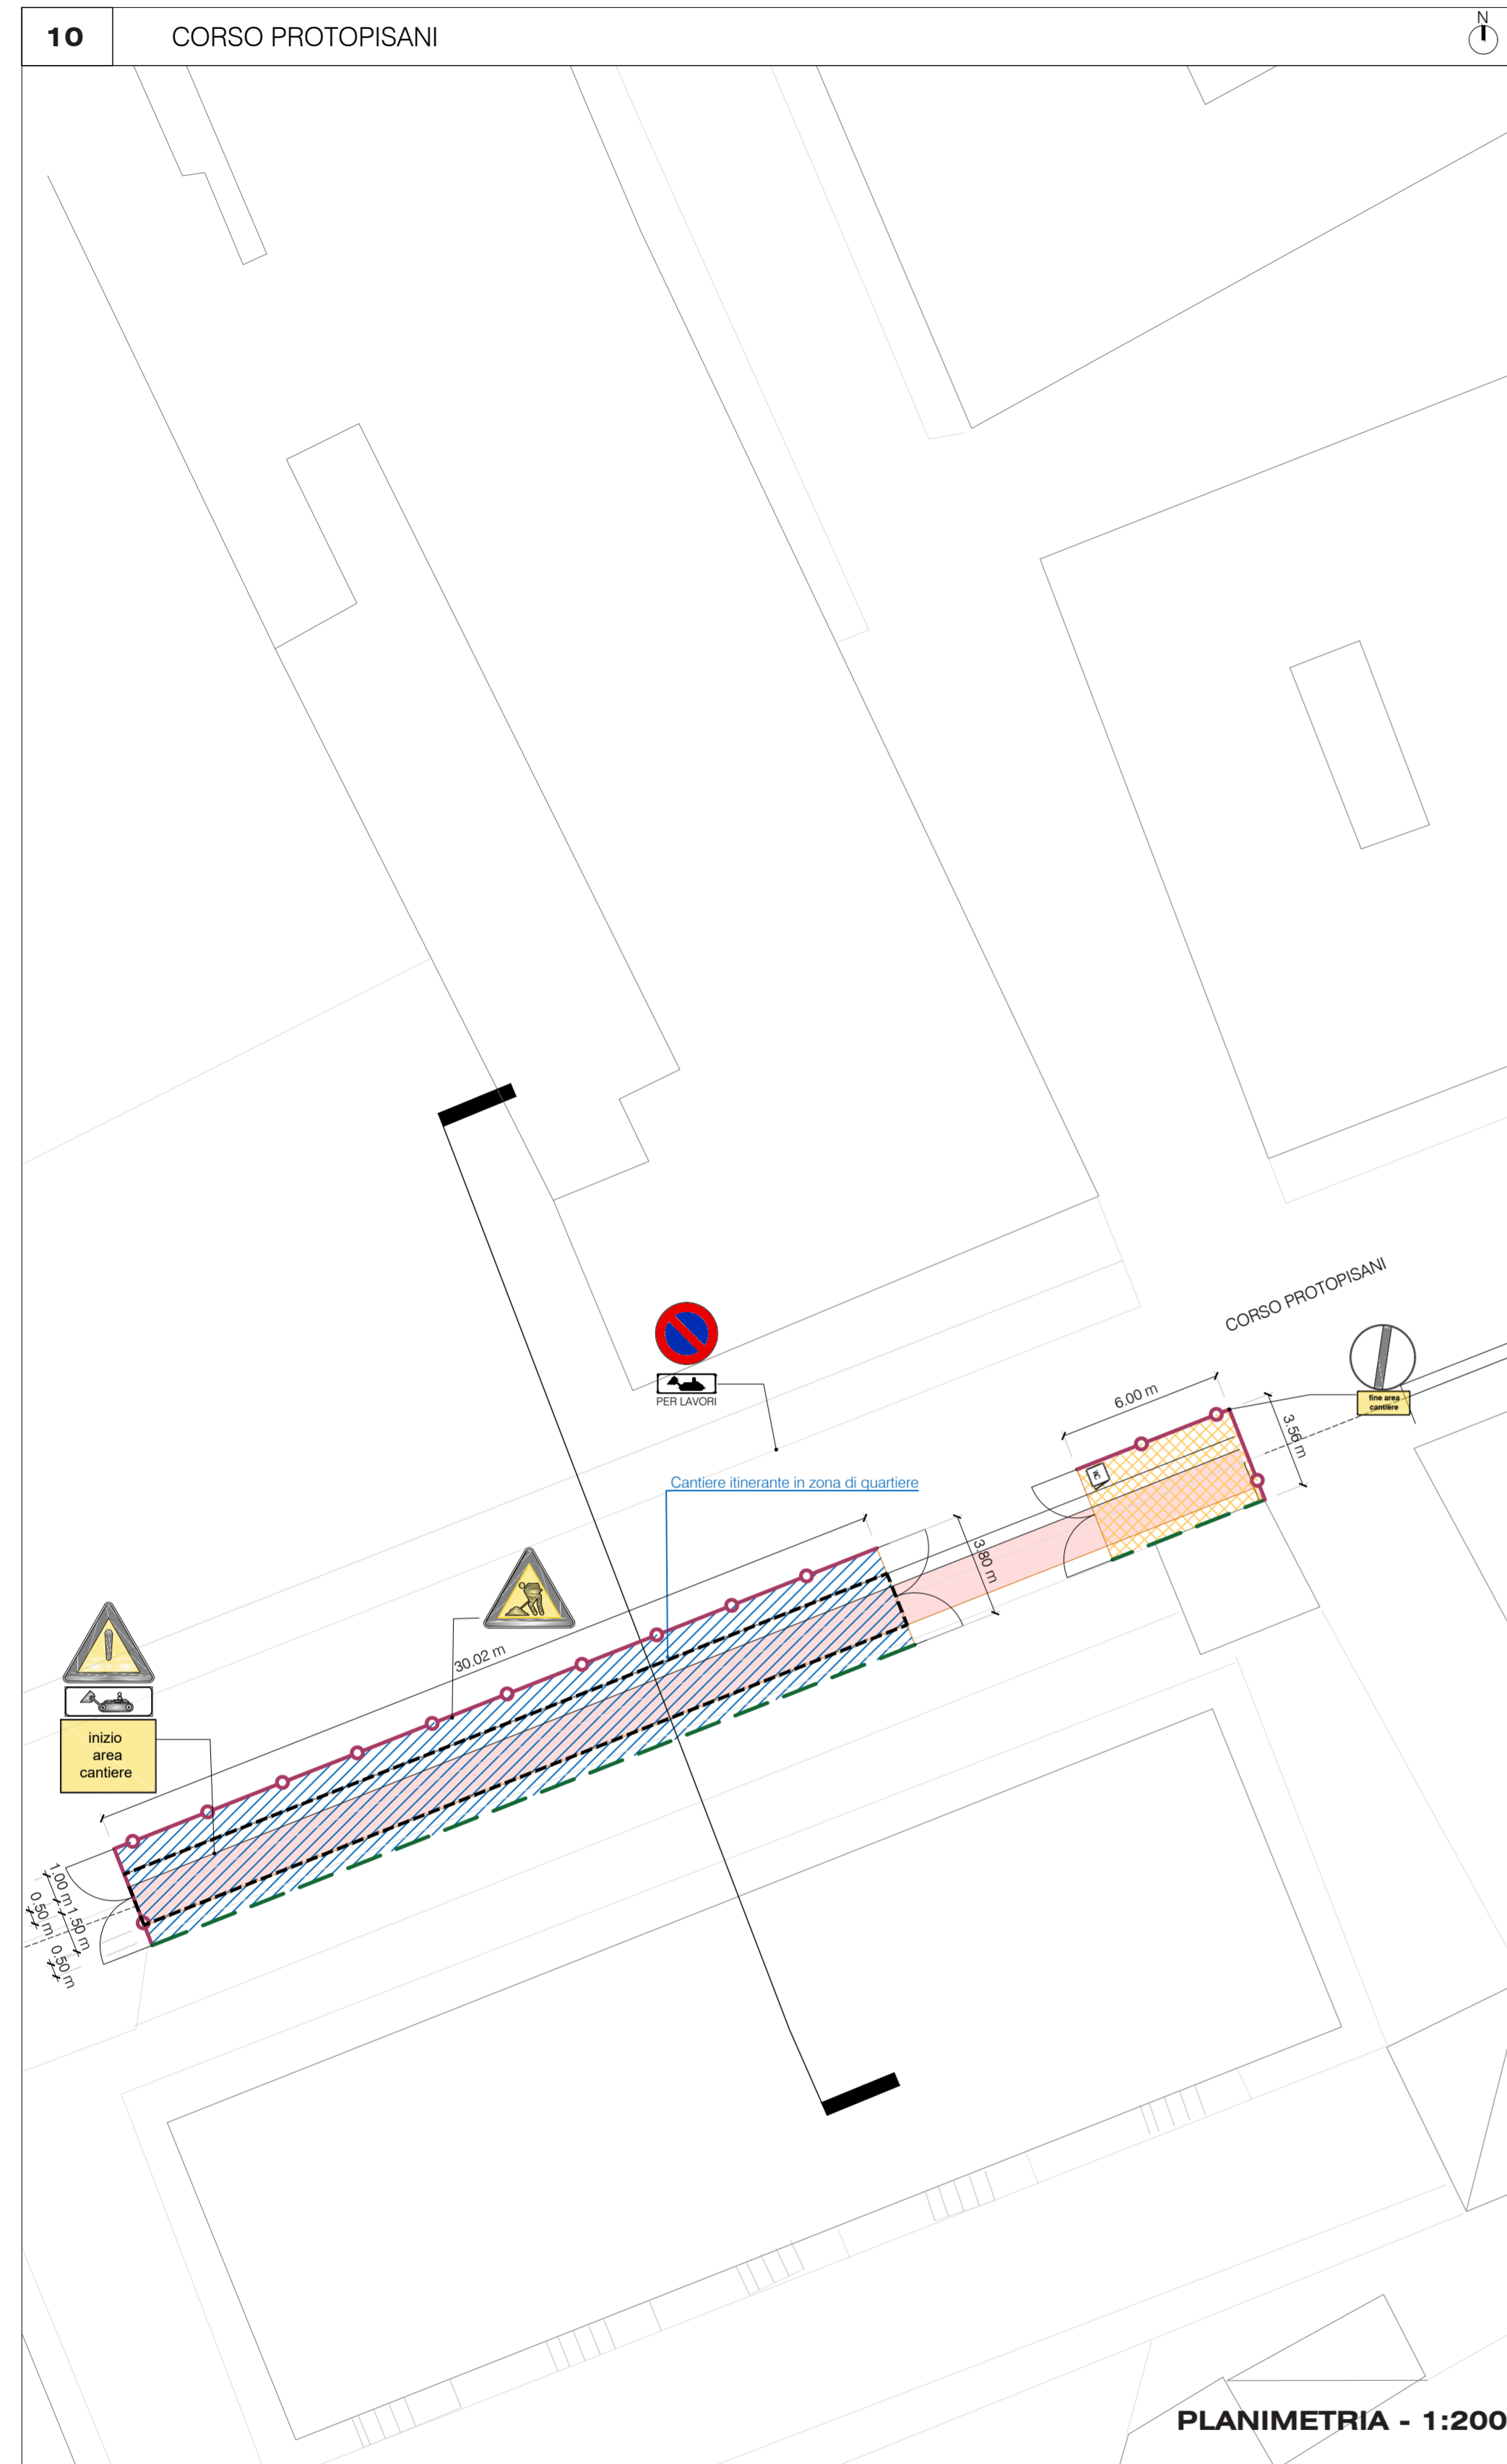 10
CORSO PROTOPISANI
N
PER LAVORI
CORSO PROTOPISANI
fine area
cantiere
6.00 m
3.56 m
WC
Cantiere itinerante in zona di quartiere
3.80 m
30.02 m
inizio
area
cantiere
1.00 m
0.50 m
1.50 m
0.50 m
PLANIMETRIA - 1:200